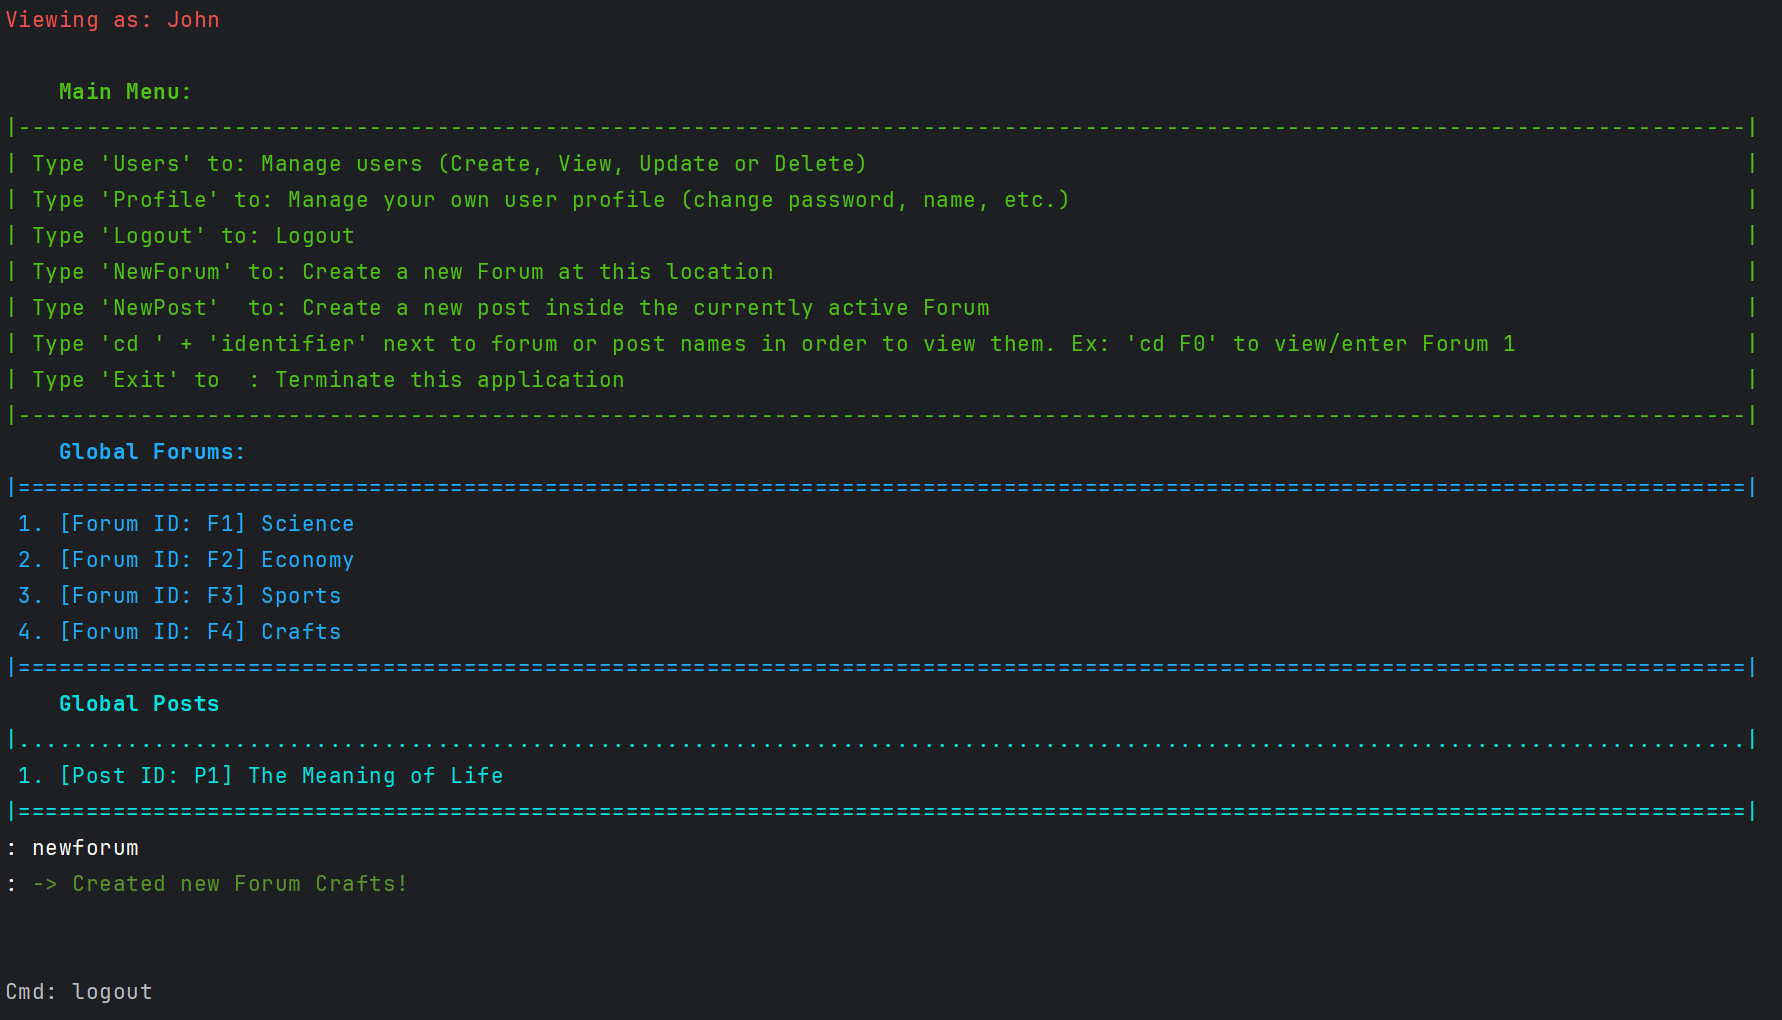 Viewing as: John
Main Menu:
|--------------------------------------------------------------------------------------------------------------------------------|
| Type 'Users' to: Manage users (Create, View, Update or Delete) |
| Type 'Profile' to: Manage your own user profile (change password, name, etc.) |
| Type 'Logout' to: Logout |
| Type 'NewForum' to: Create a new Forum at this location |
| Type 'NewPost'  to: Create a new post inside the currently active Forum |
| Type 'cd ' + 'identifier' next to forum or post names in order to view them. Ex: 'cd F0' to view/enter Forum 1 |
| Type 'Exit' to  : Terminate this application |
|--------------------------------------------------------------------------------------------------------------------------------|
Global Forums:
|================================================================================================================================|
1. [Forum ID: F1] Science
2. [Forum ID: F2] Economy
3. [Forum ID: F3] Sports
4. [Forum ID: F4] Crafts
|================================================================================================================================|
Global Posts
|................................................................................................................................|
1. [Post ID: P1] The Meaning of Life
|================================================================================================================================|
: newforum
: -> Created new Forum Crafts!
Cmd: logout